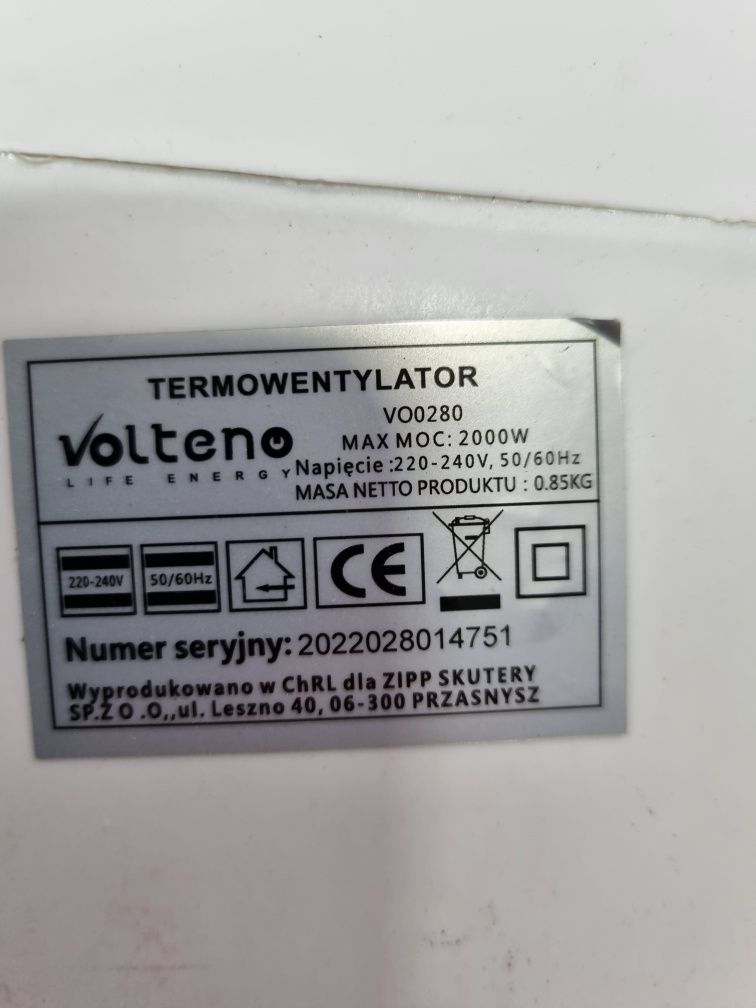 TERMOWENTYLATOR
Volteno
LIFE ENERGY
VO0280
MAX MOC: 2000W
Napięcie :220-240V, 50/60Hz
MASA NETTO PRODUKTU : 0.85KG
220-240V
50/60Hz
CE
Numer seryjny: 2022028014751
Wyprodukowano w ChRL dla ZIPP SKUTERY
SP.Z O .O,,ul. Leszno 40, 06-300 PRZASNYSZ